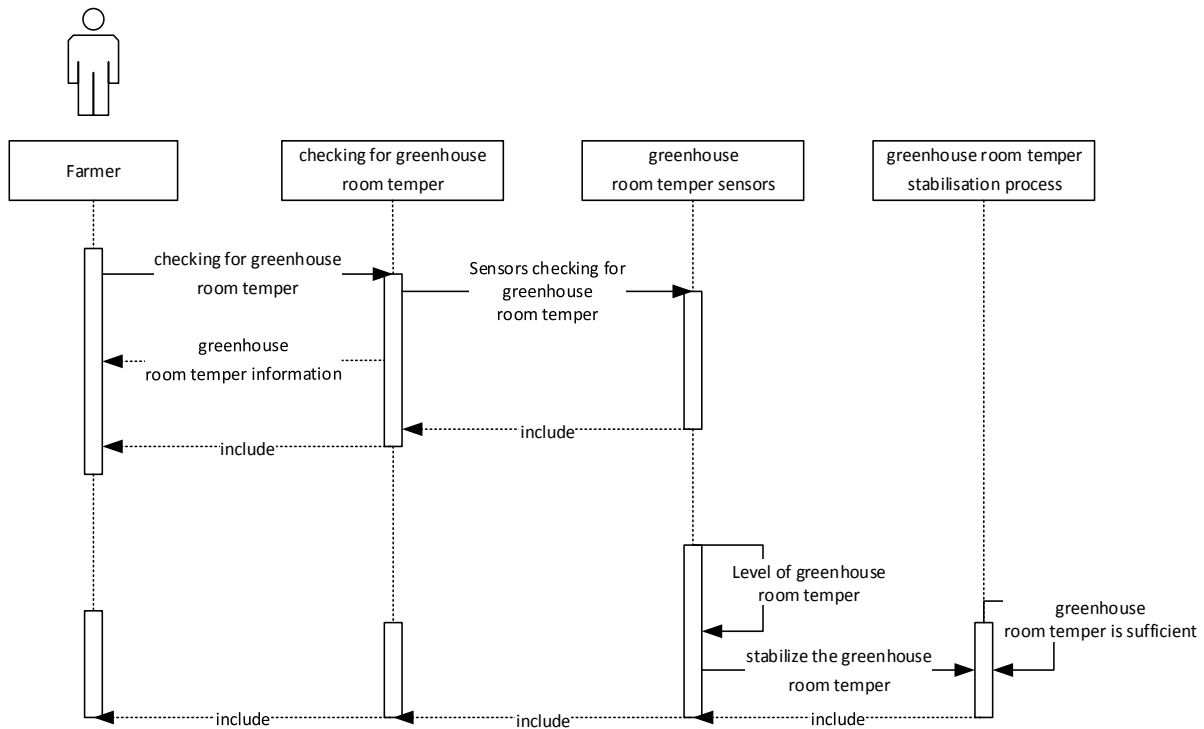 Farmer
checking for greenhouse
room temper
greenhouse
room temper sensors
greenhouse room temper
stabilisation process
checking for greenhouse
room temper
Sensors checking for
greenhouse
room temper
greenhouse
room temper information
include
include
Level of greenhouse
room temper
greenhouse
room temper is sufficient
stabilize the greenhouse
room temper
include
include
include